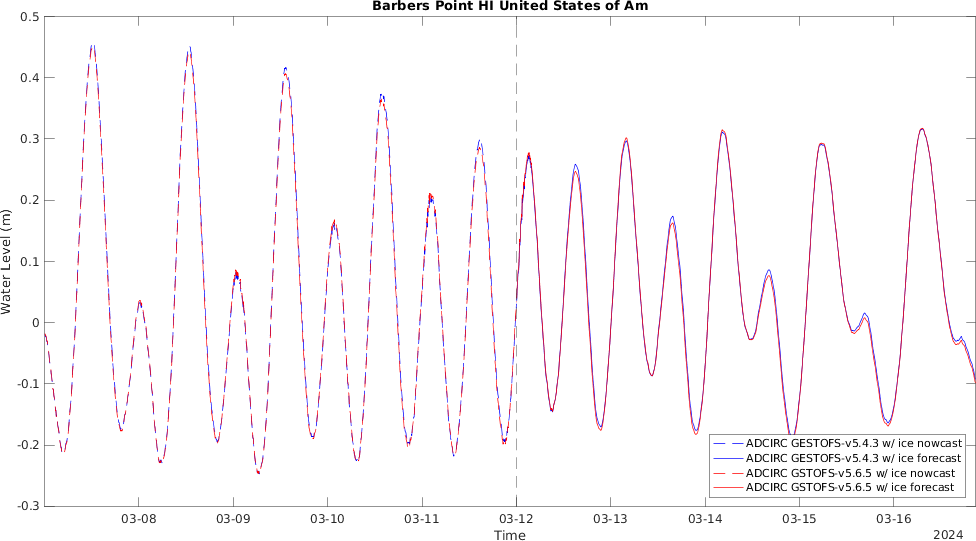 Barbers Point HI United States of Am
0.5
0.4
0.3
0.2
0.1
0
-0.1
-0.2
-0.3
Water Level (m)
ADCIRC GESTOFS-v5.4.3 w/ ice nowcast
ADCIRC GESTOFS-v5.4.3 w/ ice forecast
ADCIRC GSTOFS-v5.6.5 w/ ice nowcast
ADCIRC GSTOFS-v5.6.5 w/ ice forecast
03-08 03-09 03-10 03-11 03-12 03-13 03-14 03-15 03-16
Time
2024